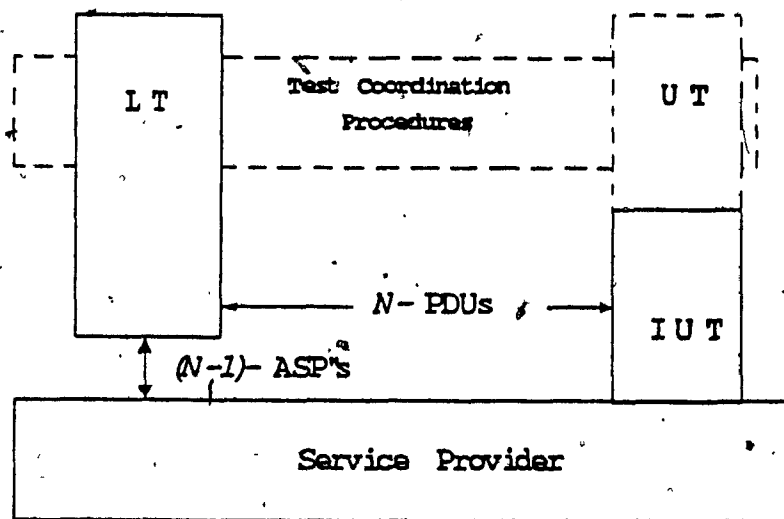 L T
Test Coordination
Procedures
U T
N- PDUs
I U T
(N-1)- ASP"s
Service Provider